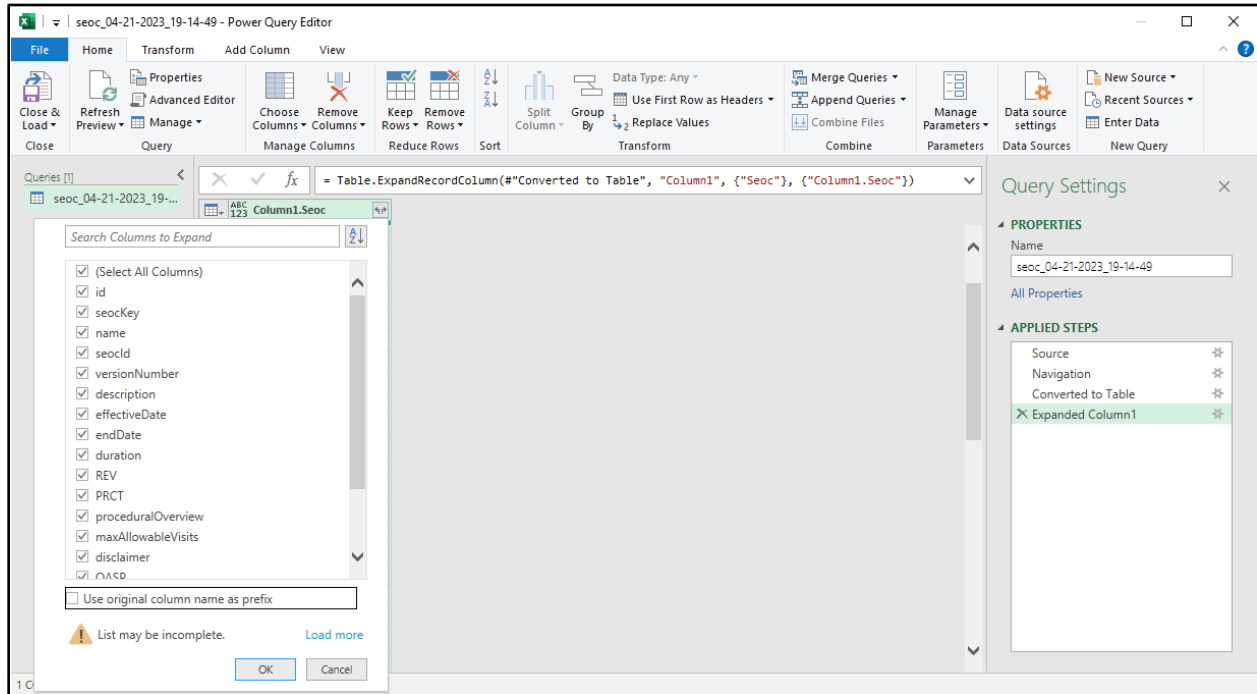 seoc_04-21-2023_19-14-49 - Power Query Editor
File Home Transform Add Column View
Close & Load
Close
Refresh Preview
Properties
Advanced Editor
Manage
Query
Choose Columns
Remove Columns
Manage Columns
Keep Rows
Remove Rows
Reduce Rows
Sort
Split Column
Group By
Data Type: Any
Use First Row as Headers
Replace Values
Transform
Merge Queries
Append Queries
Combine Files
Combine
Manage Parameters
Parameters
Data source settings
Data Sources
New Source
Recent Sources
Enter Data
New Query
Queries [1]
seoc_04-21-2023_19-...
fx = Table.ExpandRecordColumn(#"Converted to Table", "Column1", {"Seoc"}, {"Column1.Seoc"})
ABC 123 Column1.Seoc
Search Columns to Expand
(Select All Columns)
id
seocKey
name
seocId
versionNumber
description
effectiveDate
endDate
duration
REV
PRCT
proceduralOverview
maxAllowableVisits
disclaimer
QASP
Use original column name as prefix
List may be incomplete. Load more
OK Cancel
Query Settings
PROPERTIES
Name
seoc_04-21-2023_19-14-49
All Properties
APPLIED STEPS
Source
Navigation
Converted to Table
Expanded Column1